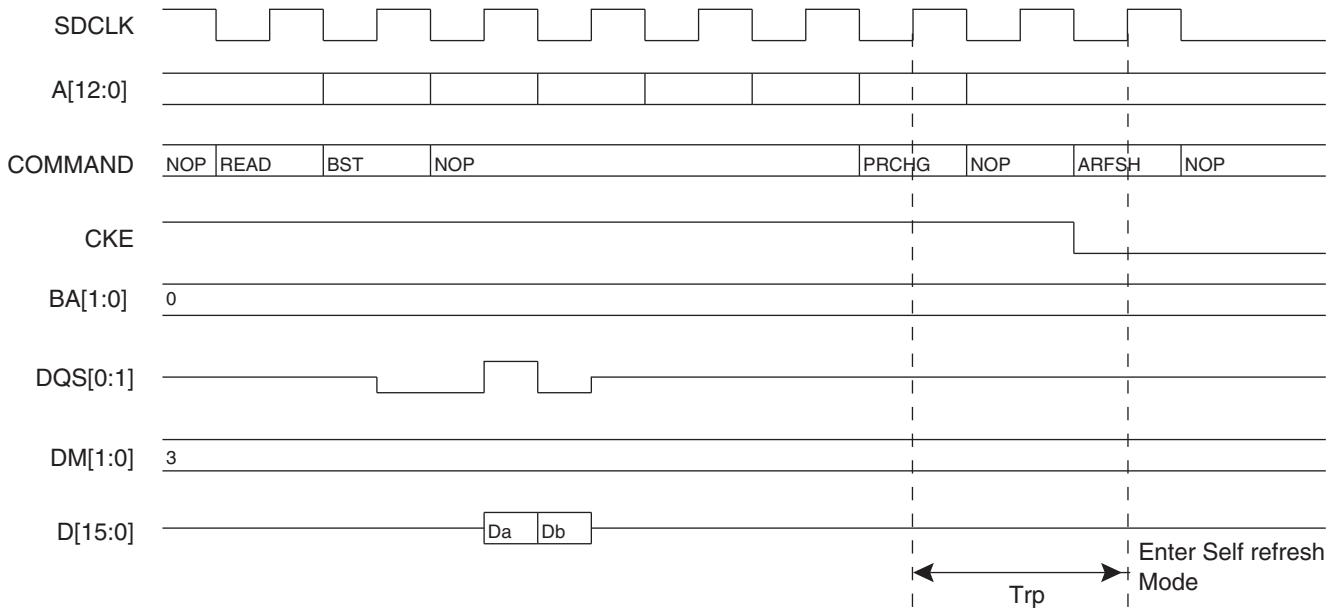 SDCLK
A[12:0]
COMMAND NOP READ BST NOP PRCHG NOP ARFSH NOP
CKE
BA[1:0] 0
DQS[0:1]
DM[1:0] 3
D[15:0] Da Db
Enter Self refresh
Mode
Trp